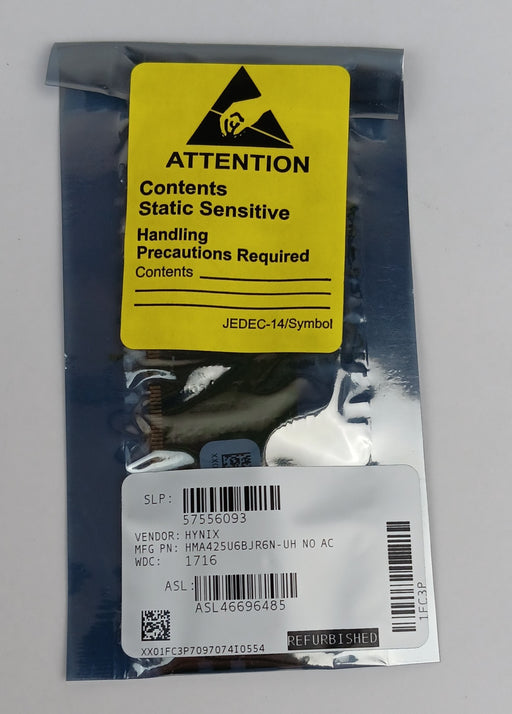 ATTENTION
Contents
Static Sensitive
Handling
Precautions Required
Contents
JEDEC-14/Symbol
SLP:
57556093
VENDOR: HYNIX
MFG PN: HMA425U6BJR6N-UH NO AC
WDC: 1716
ASL:
ASL46696485
1FC3P
REFURBISHED
XX01FC3P7097074I0554